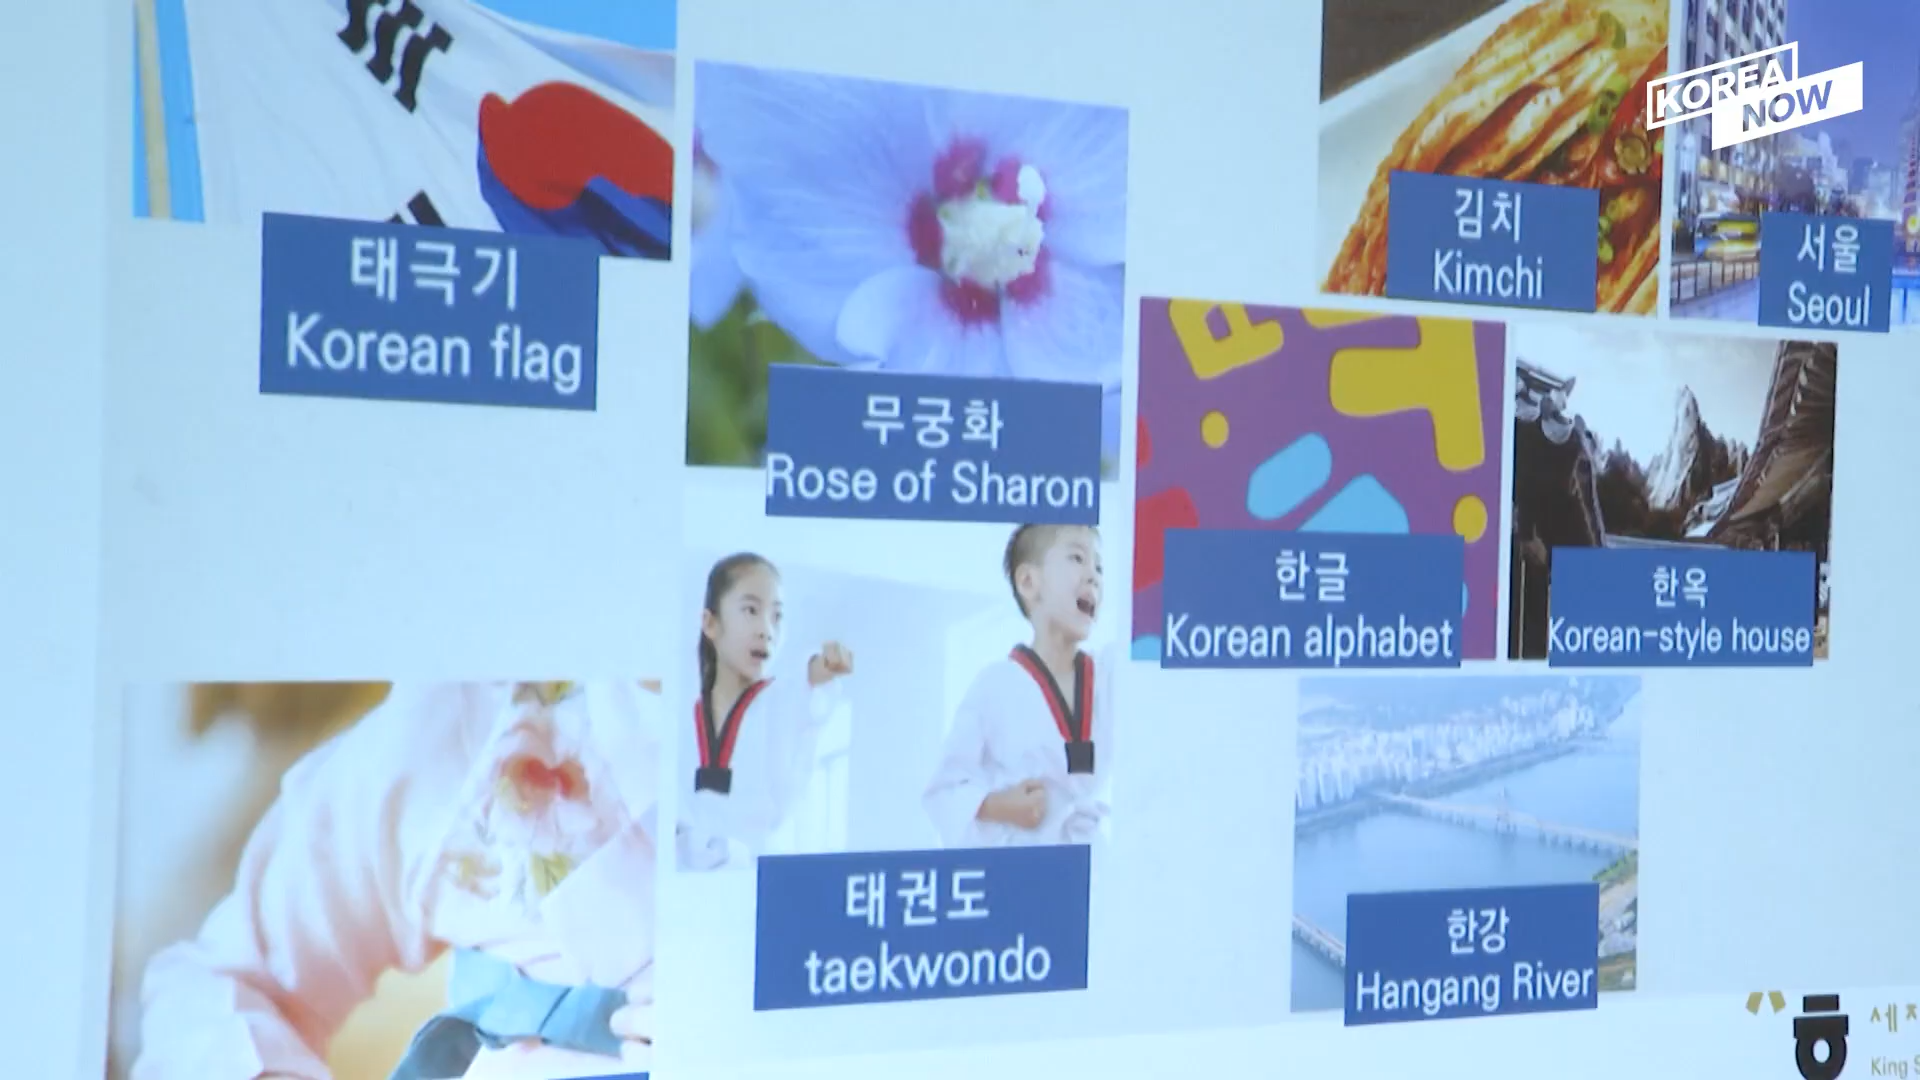 KOREA
NOW
태극기
Korean flag
무궁화
Rose of Sharon
김치
Kimchi
서울
Seoul
한글
Korean alphabet
한옥
Korean-style house
태권도
taekwondo
한강
Hangang River
King